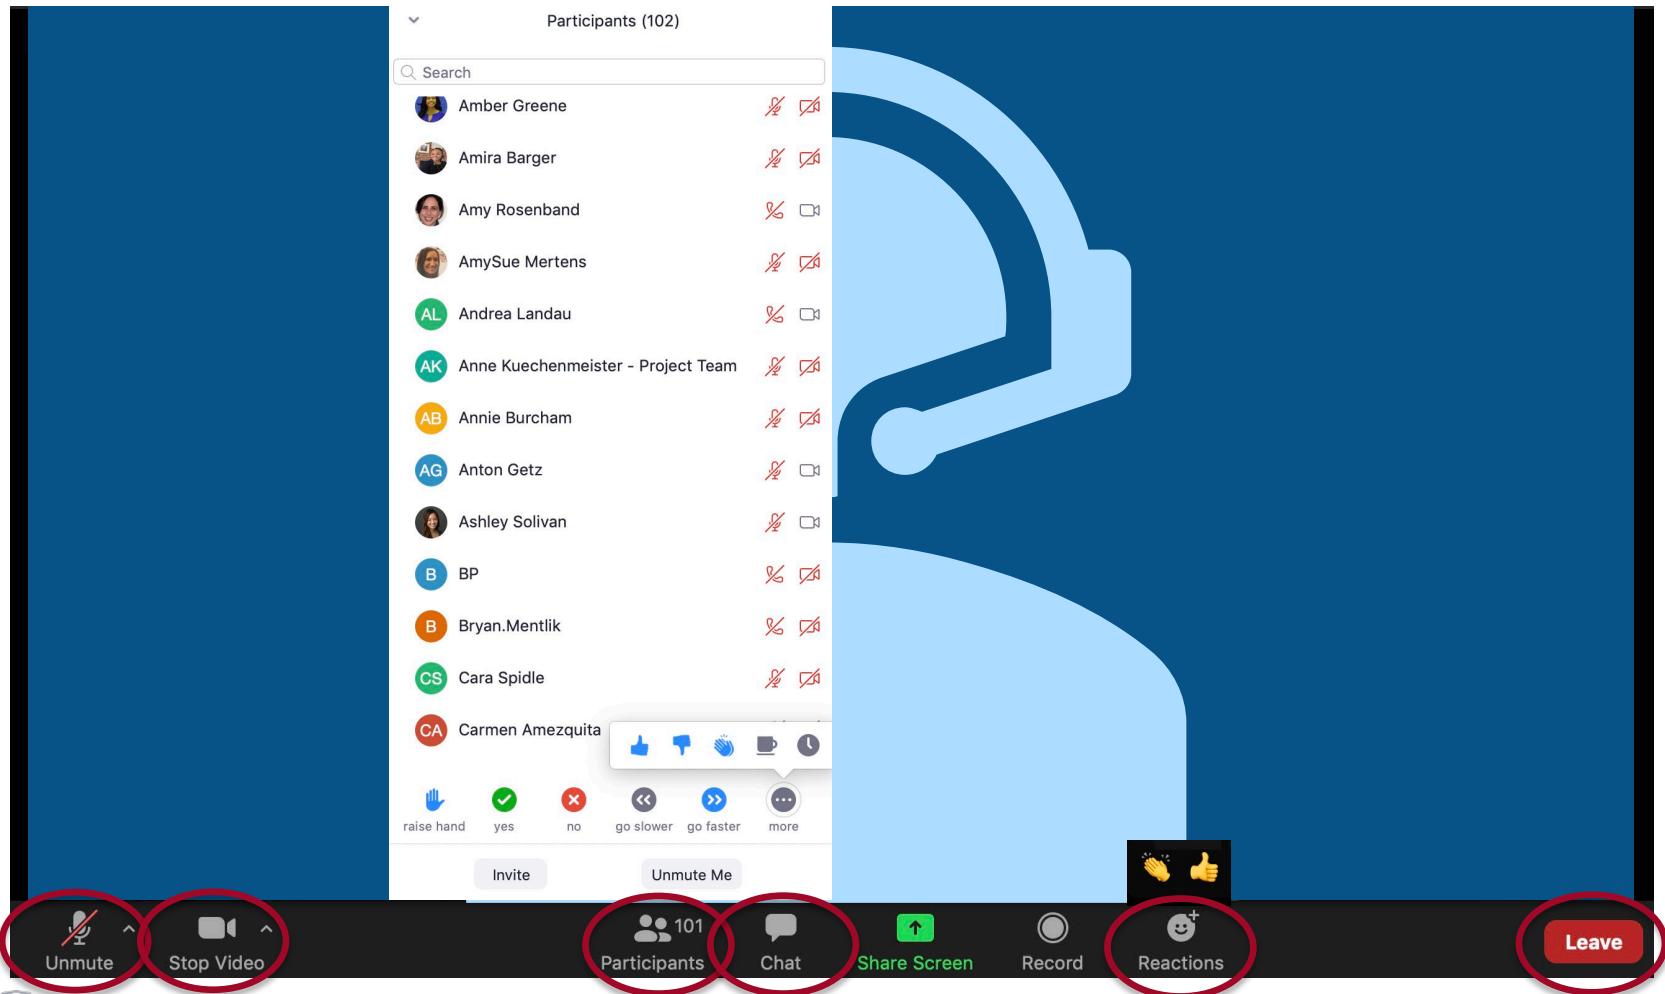 Participants (102)
Search
Amber Greene
Amira Barger
Amy Rosenband
AmySue Mertens
AL Andrea Landau
AK Anne Kuechenmeister - Project Team
AB Annie Burcham
AG Anton Getz
Ashley Solivan
B BP
B Bryan.Mentlik
CS Cara Spidle
CA Carmen Amezquita
raise hand yes no go slower go faster more
Invite Unmute Me
101
Unmute Stop Video Participants Chat Share Screen Record Reactions Leave